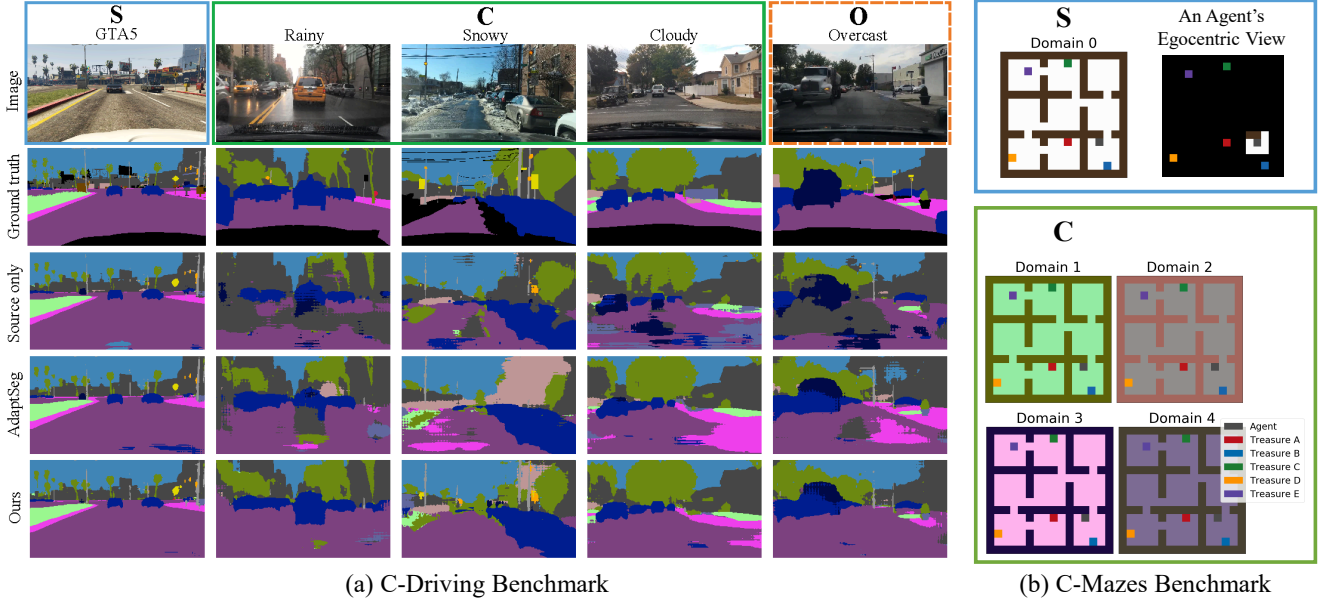 S
C
O
GTA5
Rainy
Snowy
Cloudy
Overcast
Image
Ground truth
Source only
AdaptSeg
Ours
(a) C-Driving Benchmark
S
An Agent's
Egocentric View
Domain 0
C
Domain 1
Domain 2
Domain 3
Domain 4
Agent
Treasure A
Treasure B
Treasure C
Treasure D
Treasure E
(b) C-Mazes Benchmark